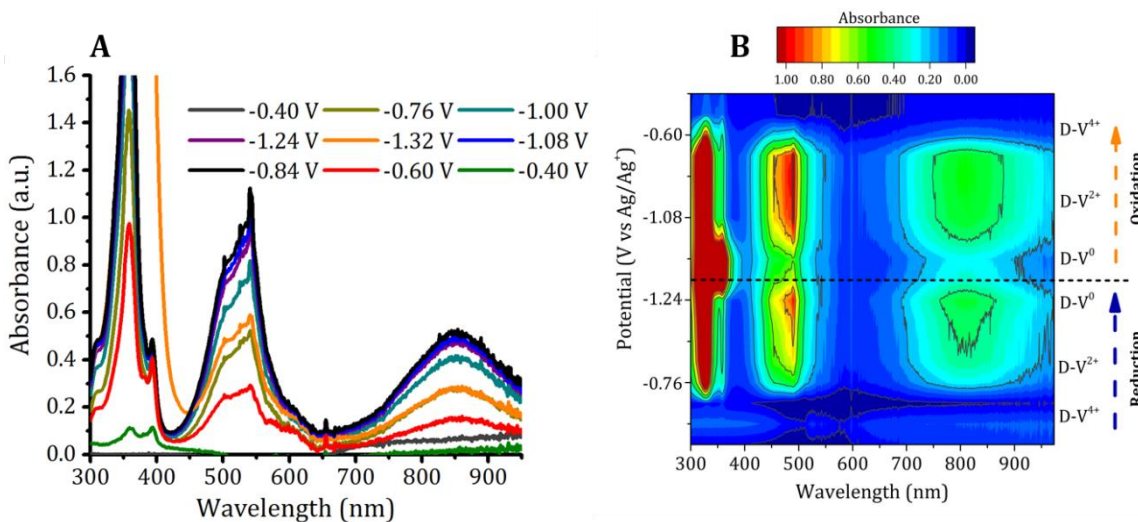 A
Absorbance (a.u.)
1.6
1.4
1.2
1.0
0.8
0.6
0.4
0.2
0.0
-0.40 V -0.76 V -1.00 V
-1.24 V -1.32 V -1.08 V
-0.84 V -0.60 V -0.40 V
300 400 500 600 700 800 900
Wavelength (nm)
B
Absorbance
1.00 0.80 0.60 0.40 0.20 0.00
Potential (V vs Ag/Ag⁺)
-0.60
-1.08
-1.24
-0.76
D-V⁴⁺
D-V²⁺
D-V⁰
D-V⁰
D-V²⁺
D-V⁴⁺
Oxidation
Reduction
300 400 500 600 700 800 900
Wavelength (nm)